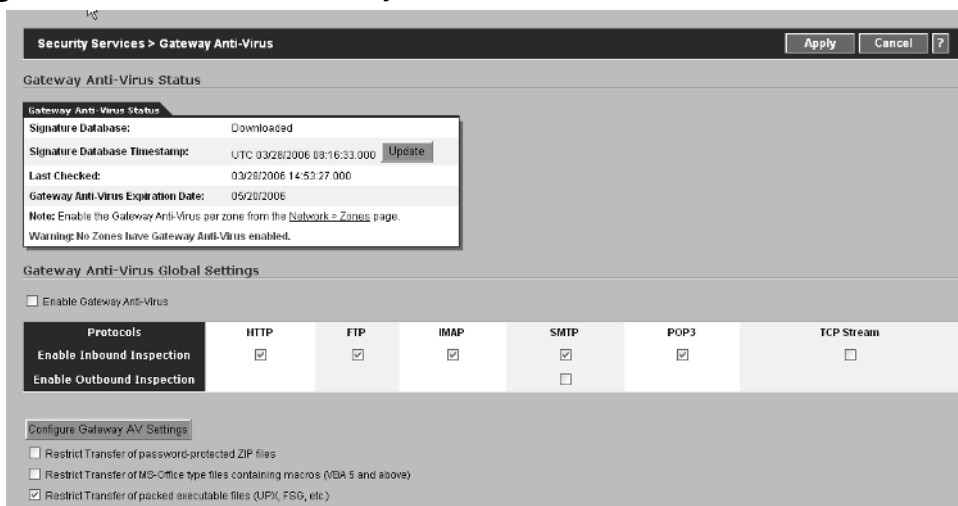 Security Services > Gateway Anti-Virus Apply Cancel ?
Gateway Anti-Virus Status
Gateway Anti-Virus Status
Signature Database: Downloaded
Signature Database Timestamp: UTC 03/28/2006 08:16:33.000 Update
Last Checked: 03/28/2006 14:53:27.000
Gateway Anti-Virus Expiration Date: 05/20/2006
Note: Enable the Gateway Anti-Virus per zone from the Network > Zones page.
Warning: No Zones have Gateway Anti-Virus enabled.
Gateway Anti-Virus Global Settings
Enable Gateway Anti-Virus
Protocols HTTP FTP IMAP SMTP POP3 TCP Stream
Enable Inbound Inspection
Enable Outbound Inspection
Configure Gateway AV Settings
Restrict Transfer of password-protected ZIP files
Restrict Transfer of MS-Office type files containing macros (VBA 5 and above)
Restrict Transfer of packed executable files (UPX, FSG, etc.)